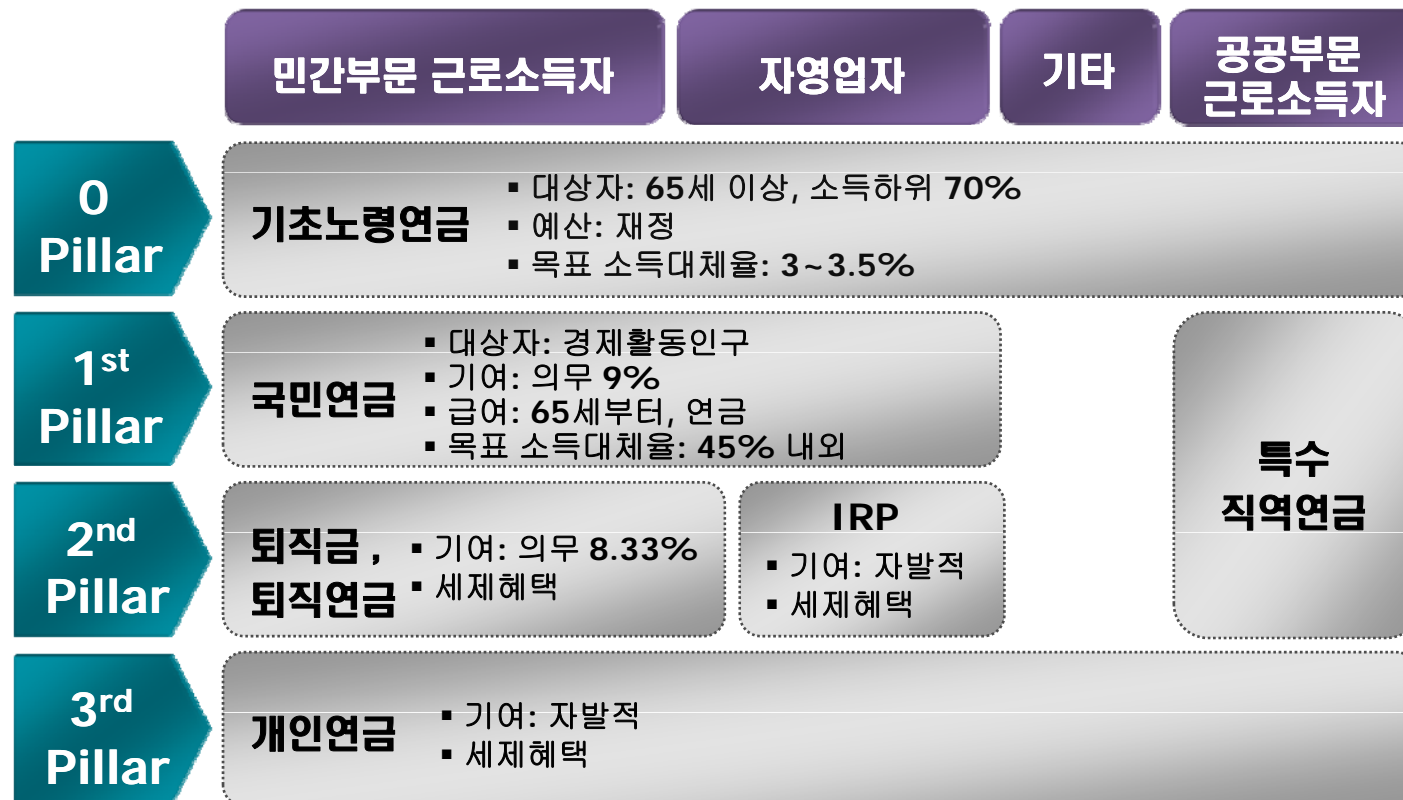 민간부문 근로소득자
자영업자
기타
공공부문
근로소득자
0
Pillar
기초노령연금
▪ 대상자: 65세 이상, 소득하위 70%
▪ 예산: 재정
▪ 목표 소득대체율: 3~3.5%
1st
Pillar
국민연금
▪ 대상자: 경제활동인구
▪ 기여: 의무 9%
▪ 급여: 65세부터, 연금
▪ 목표 소득대체율: 45% 내외
특수
직역연금
2nd
Pillar
퇴직금 ,
퇴직연금
▪ 기여: 의무 8.33%
▪ 세제혜택
IRP
▪ 기여: 자발적
▪ 세제혜택
3rd
Pillar
개인연금
▪ 기여: 자발적
▪ 세제혜택